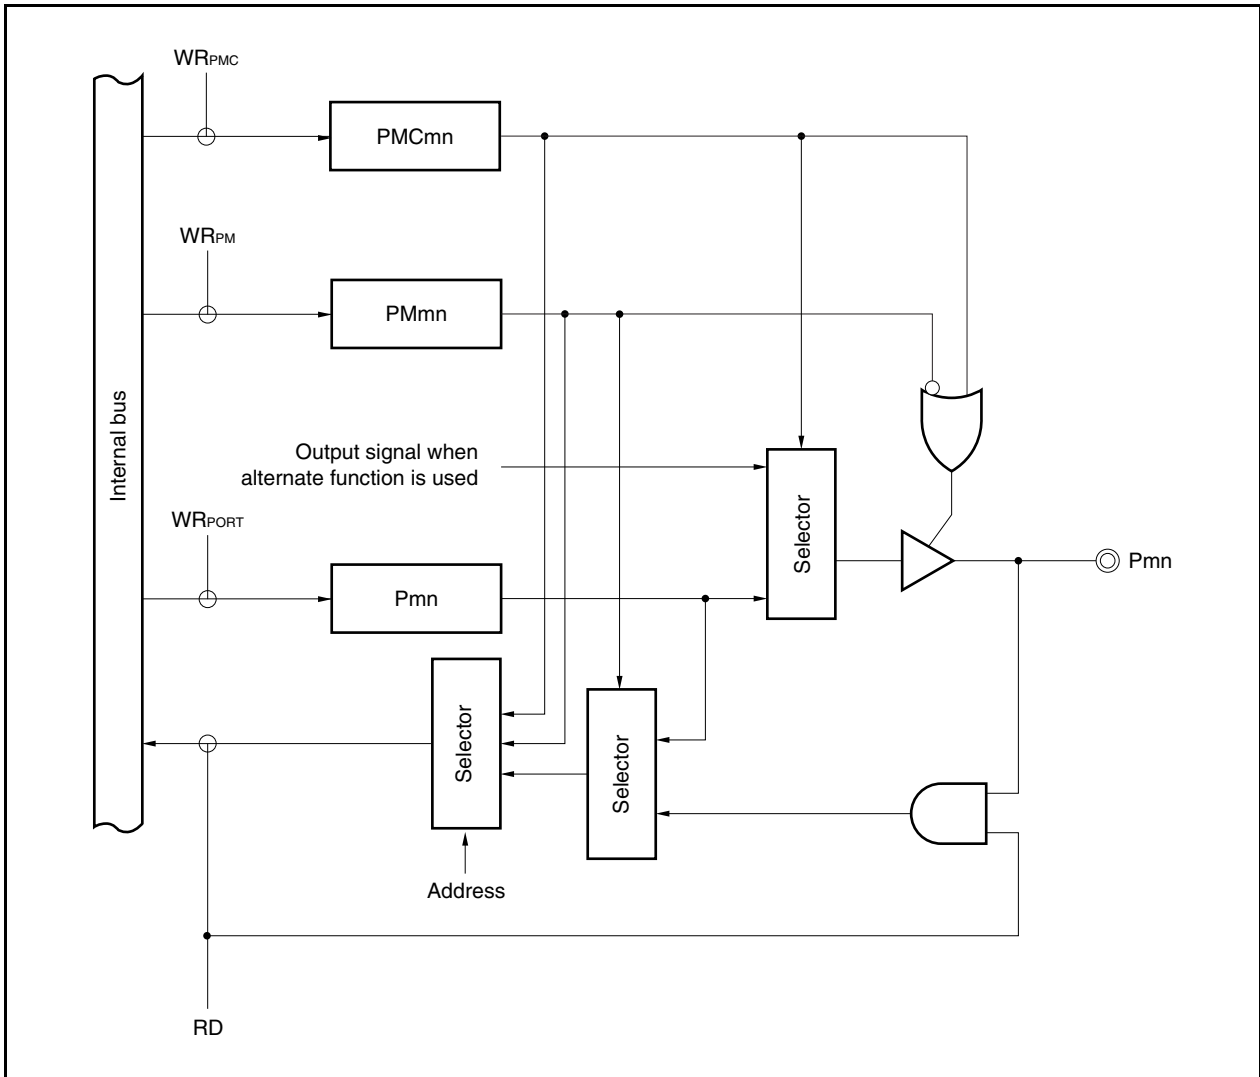 WRPMC
PMCmn
WRPM
PMmn
Internal bus
Output signal when
alternate function is used
Selector
WRPORT
Pmn
Pmn
Selector
Selector
Address
RD